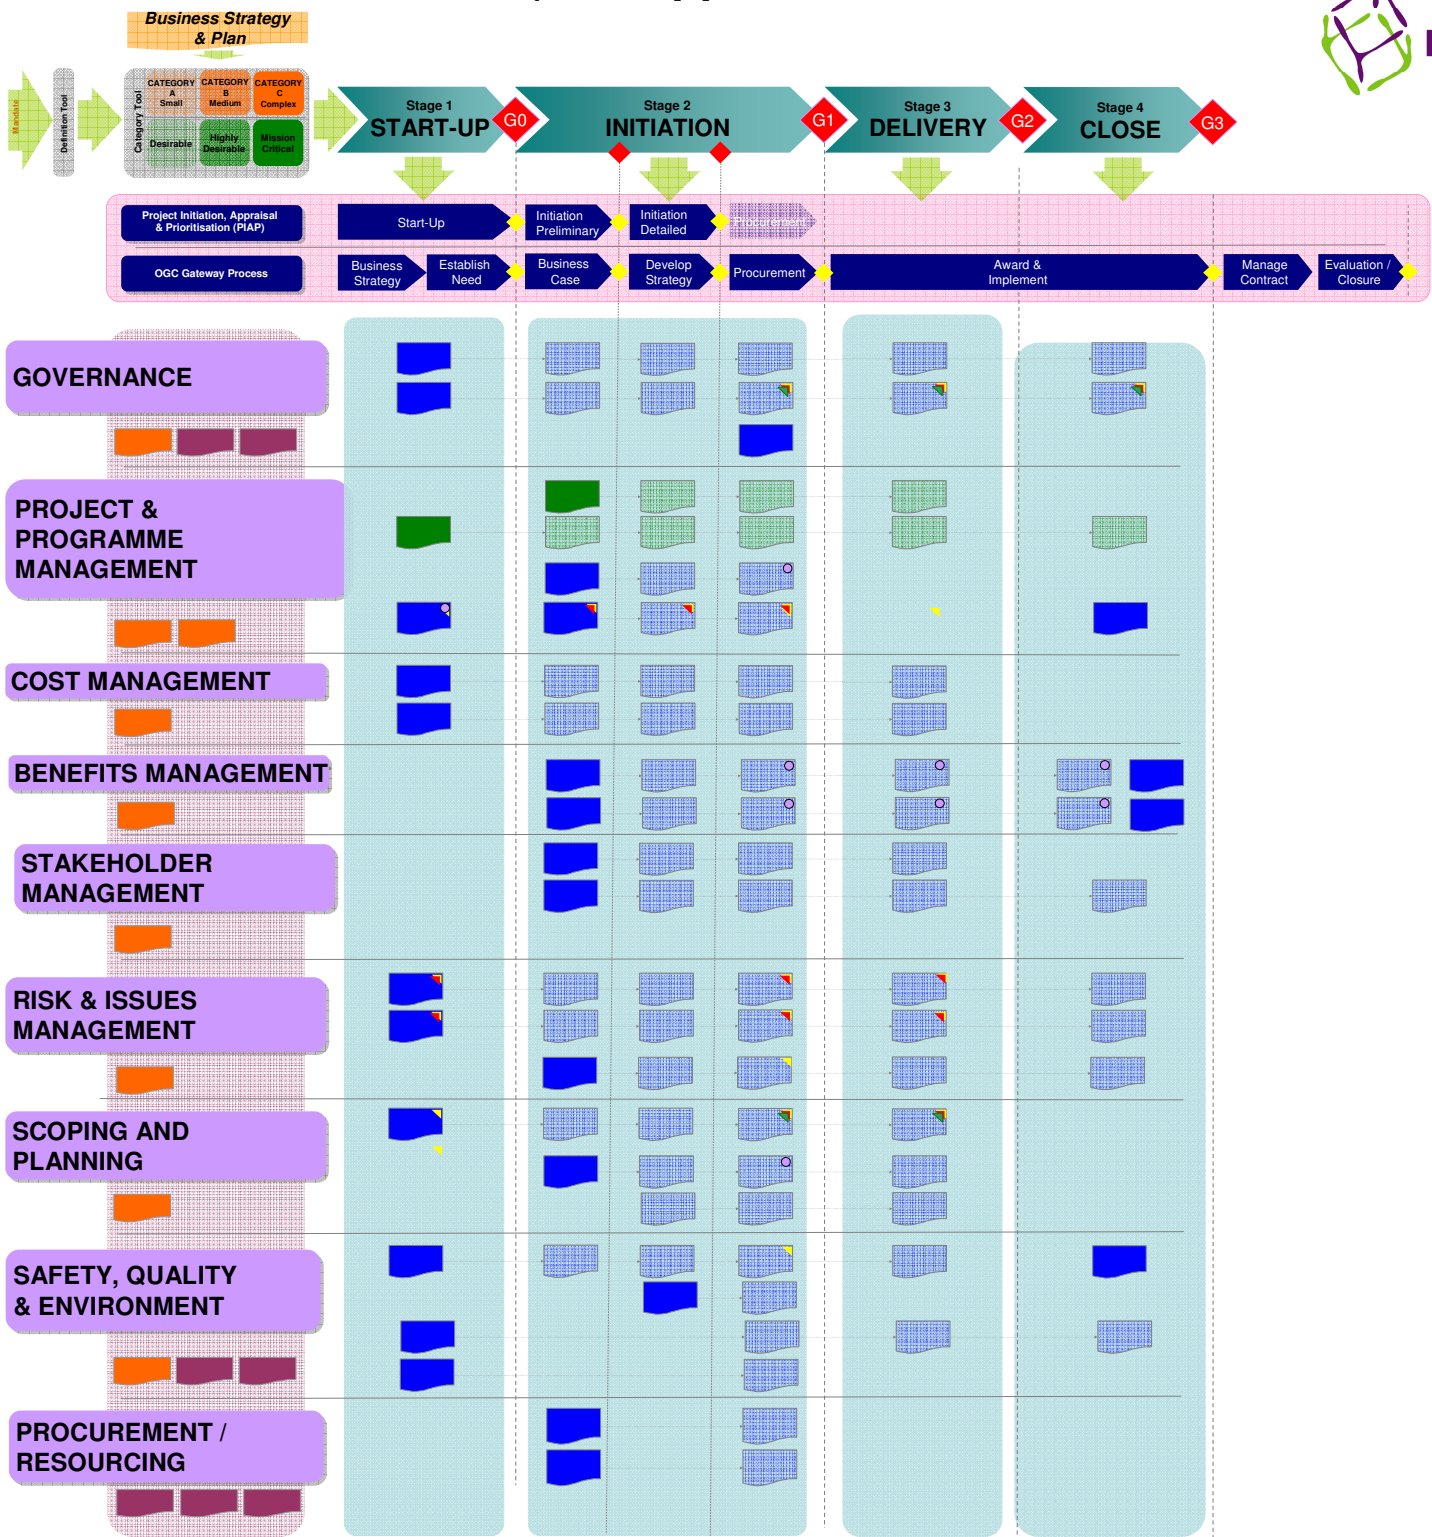 Business Strategy
& Plan
Mandate
Definition Tool
Category Tool
CATEGORY
A
Small
CATEGORY
B
Medium
CATEGORY
C
Complex
Desirable
Highly
Desirable
Mission
Critical
Stage 1
START-UP
G0
Stage 2
INITIATION
G1
Stage 3
DELIVERY
G2
Stage 4
CLOSE
G3
Project Initiation, Appraisal
& Prioritisation (PIAP)
Start-Up
Initiation
Preliminary
Initiation
Detailed
Procurement
OGC Gateway Process
Business
Strategy
Establish
Need
Business
Case
Develop
Strategy
Procurement
Award &
Implement
Manage
Contract
Evaluation /
Closure
GOVERNANCE
PROJECT &
PROGRAMME
MANAGEMENT
COST MANAGEMENT
BENEFITS MANAGEMENT
STAKEHOLDER
MANAGEMENT
RISK & ISSUES
MANAGEMENT
SCOPING AND
PLANNING
SAFETY, QUALITY
& ENVIRONMENT
PROCUREMENT /
RESOURCING